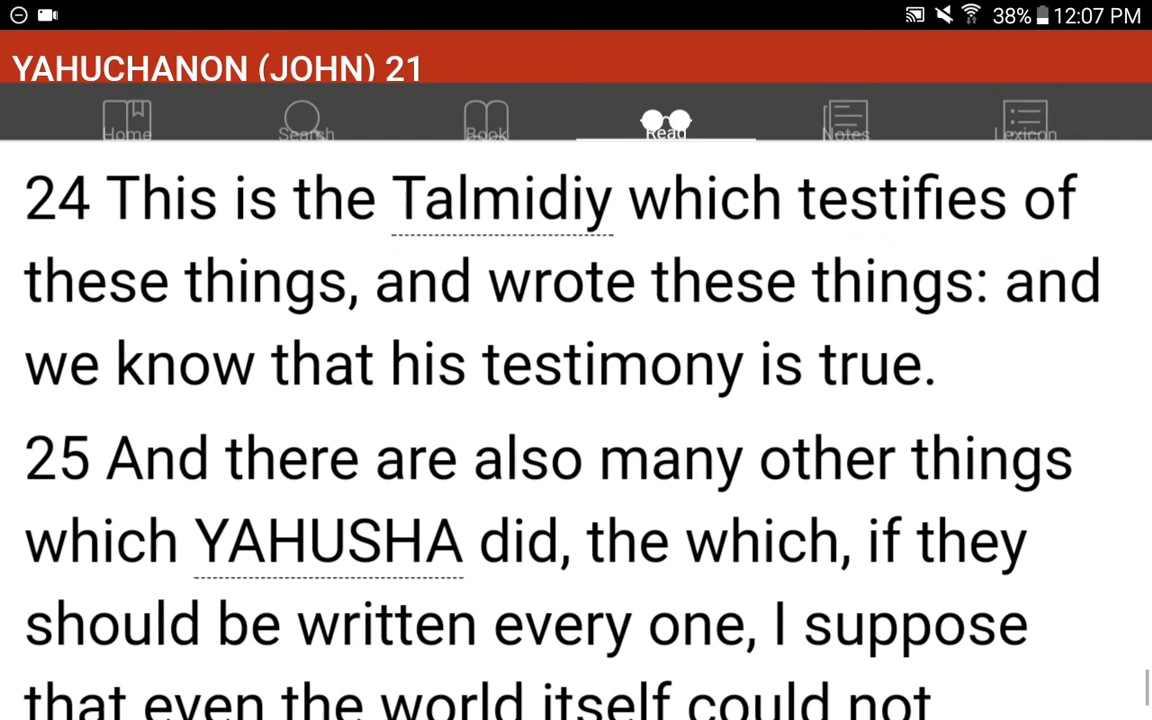 38% 12:07 PM
YAHUCHANON (JOHN) 21
Home Search Book Read Notes Lexicon
24 This is the Talmidiy which testifies of
these things, and wrote these things: and
we know that his testimony is true.
25 And there are also many other things
which YAHUSHA did, the which, if they
should be written every one, I suppose
that even the world itself could not